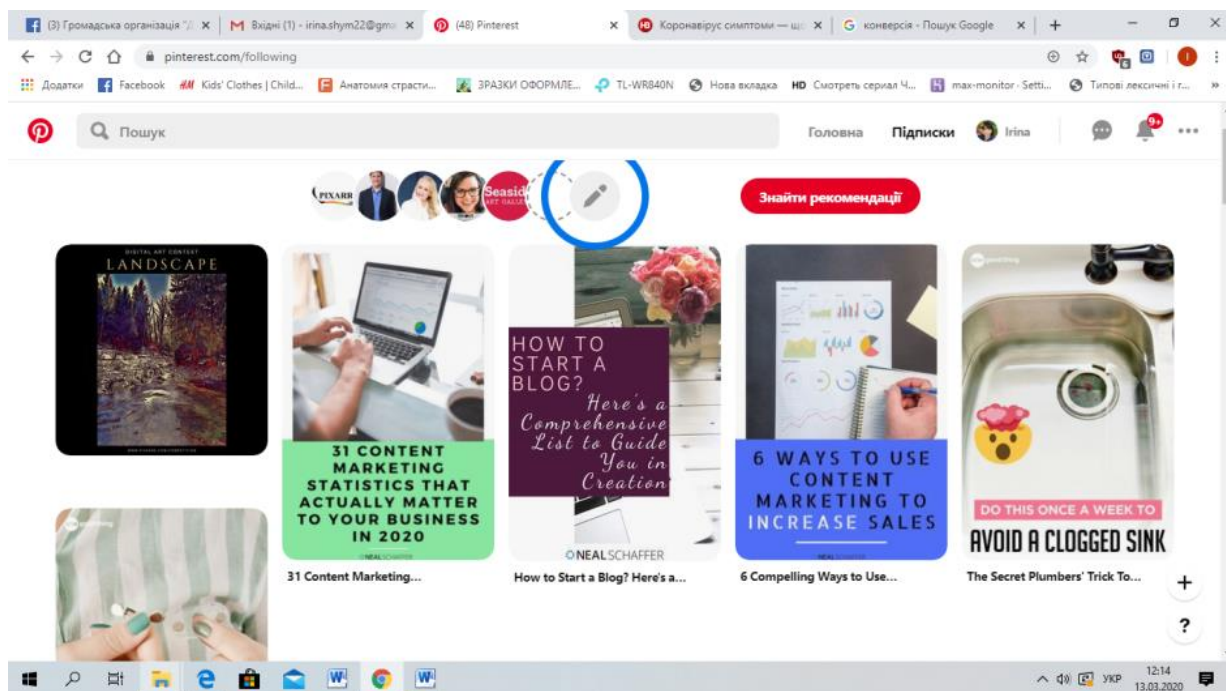 (3) Громадська організація "Д
Вхідні (1) - irina.shym22@gma
(48) Pinterest
Коронавірус симптоми — що
конверсія - Пошук Google
pinterest.com/following
Додатки
Facebook
H&M Kids' Clothes | Child...
Анатомия страсти...
ЗРАЗКИ ОФОРМЛЕ...
TL-WR840N
Нова вкладка
HD Смотреть сериал Ч...
max-monitor · Setti...
Типові лексичні і г...
Пошук
Головна
Підписки
Irina
9+
PIXARR
Seasid
ART GALLE
Знайти рекомендації
DIGITAL ART CONTEST
LANDSCAPE
31 CONTENT
MARKETING
STATISTICS THAT
ACTUALLY MATTER
TO YOUR BUSINESS
IN 2020
NEALSCHAFFER
31 Content Marketing...
HOW TO
START A
BLOG?
Here's a
Comprehensive
List to Guide
You in
Creation
NEALSCHAFFER
How to Start a Blog? Here's a...
6 WAYS TO USE
CONTENT
MARKETING TO
INCREASE SALES
NEALSCHAFFER
6 Compelling Ways to Use...
DO THIS ONCE A WEEK TO
AVOID A CLOGGED SINK
The Secret Plumbers' Trick To...
+
?
УКР
12:14
13.03.2020